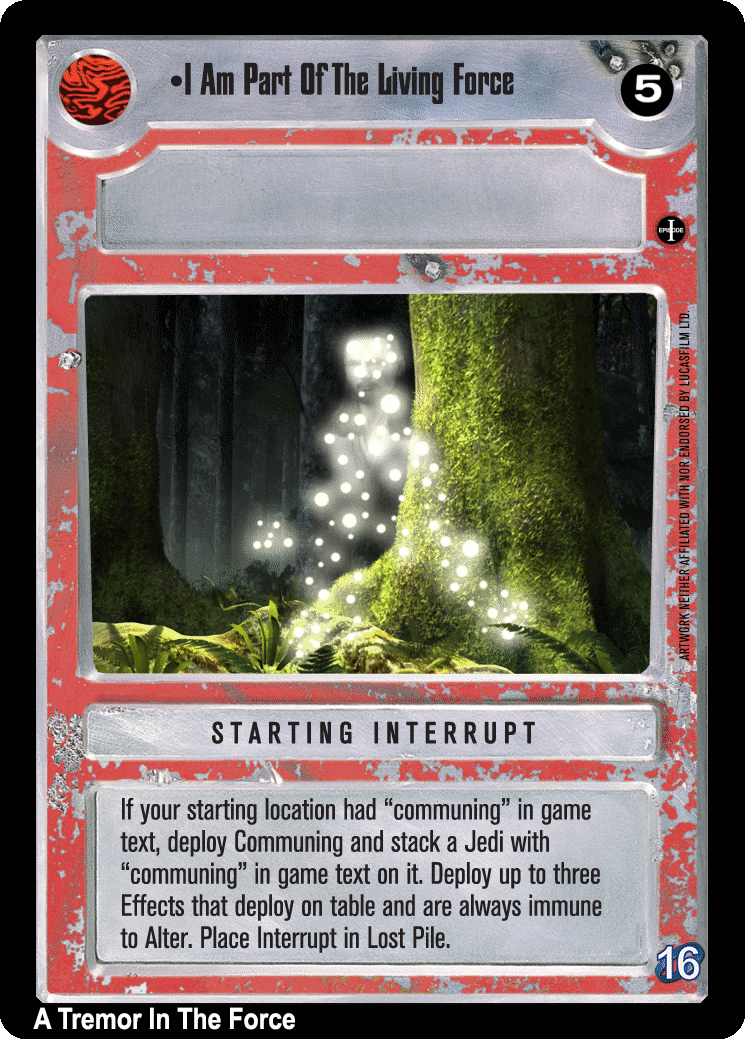 •I Am Part Of The Living Force
5
EPISODE
I
ARTWORK NEITHER AFFILIATED WITH NOR ENDORSED BY LUCASFILM LTD.
STARTING INTERRUPT
If your starting location had “communing” in game
text, deploy Communing and stack a Jedi with
“communing” in game text on it. Deploy up to three
Effects that deploy on table and are always immune
to Alter. Place Interrupt in Lost Pile.
16
A Tremor In The Force